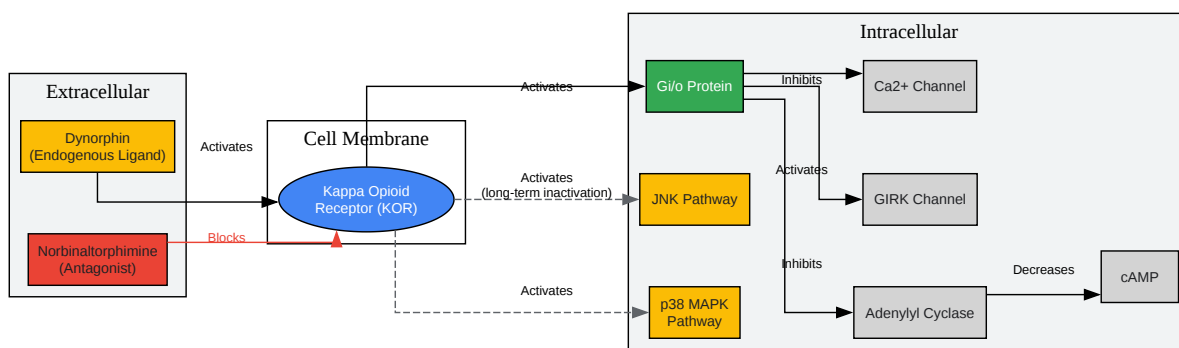 Extracellular
Dynorphin
(Endogenous Ligand)
Norbinaltorphimine
(Antagonist)
Activates
Blocks
Cell Membrane
Kappa Opioid
Receptor (KOR)
Activates
Activates
(long-term inactivation)
Activates
Intracellular
Gi/o Protein
Inhibits
Ca2+ Channel
JNK Pathway
Activates
GIRK Channel
p38 MAPK
Pathway
Inhibits
Adenylyl Cyclase
Decreases
cAMP